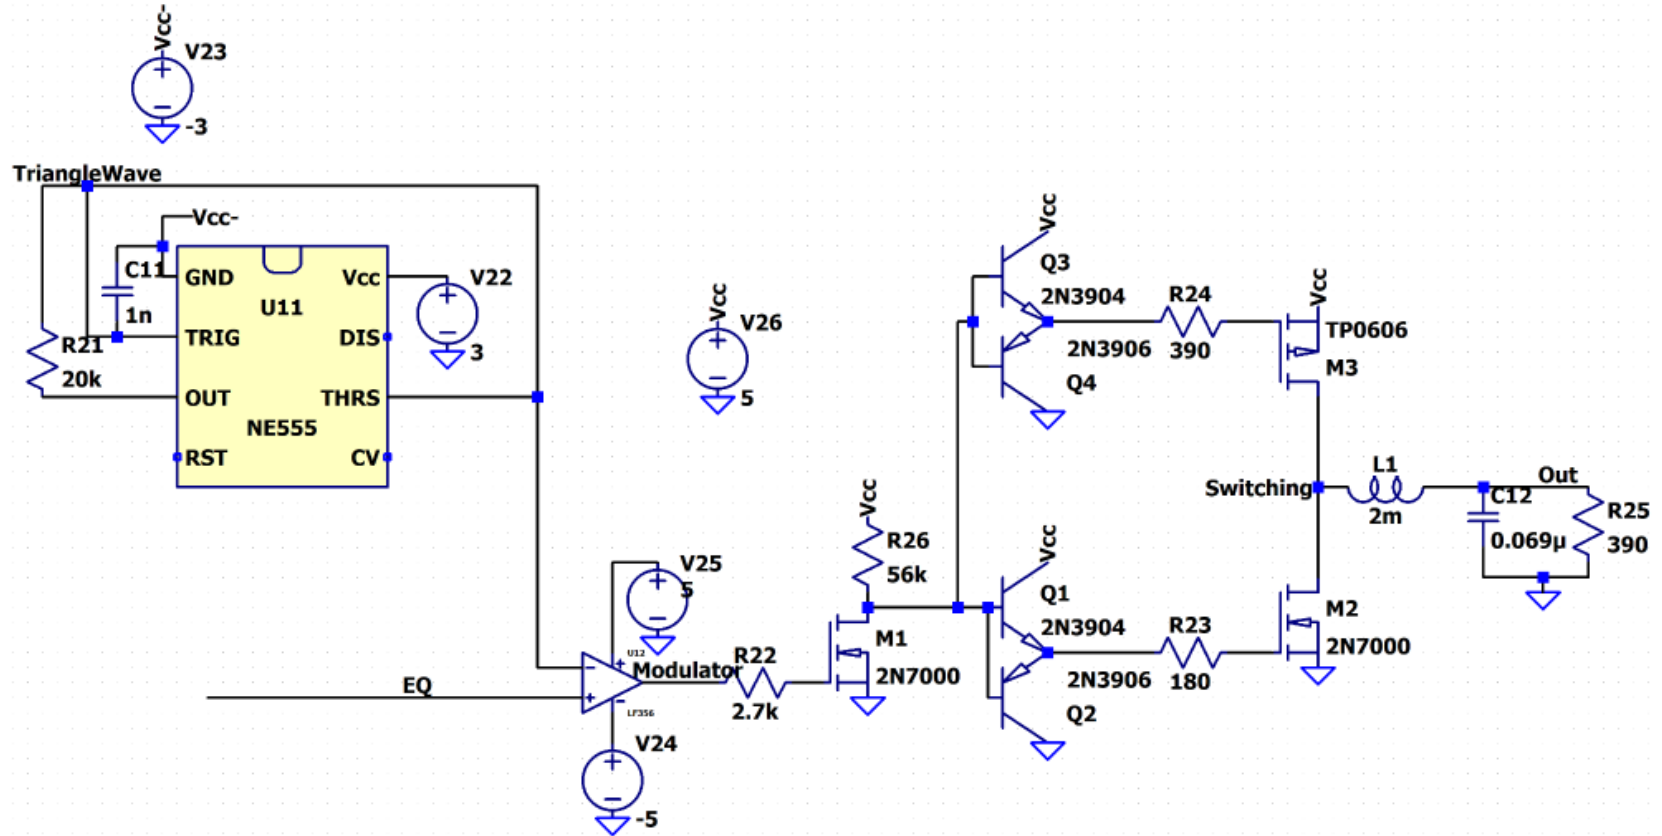 Vcc-
V23
-3
TriangleWave
Vcc-
C11
1n
R21
20k
GND
TRIG
OUT
RST
U11
NE555
Vcc
DIS
THRS
CV
V22
3
Vcc
V26
5
EQ
V25
5
U12
LF356
Modulator
V24
-5
R22
2.7k
Vcc
R26
56k
M1
2N7000
Vcc
Q3
2N3904
2N3906
Q4
R24
390
Vcc
TP0606
M3
Vcc
Q1
2N3904
2N3906
Q2
R23
180
M2
2N7000
Switching
L1
2m
Out
C12
0.069µ
R25
390